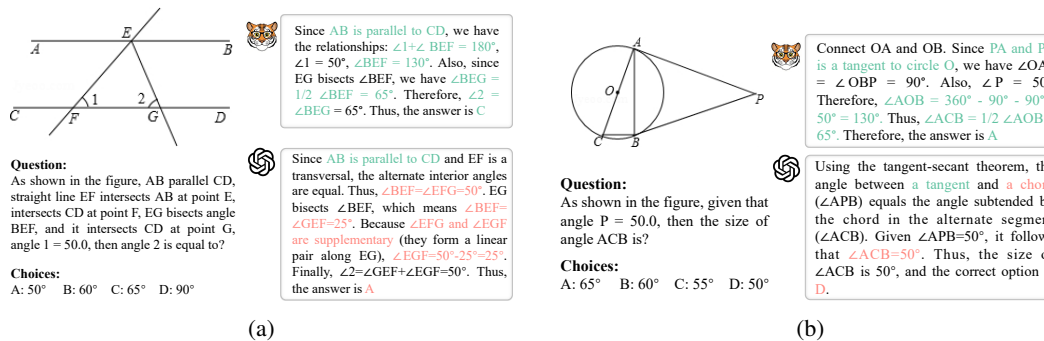 E
A
B
1
2
C
F
G
D
Since AB is parallel to CD, we have
the relationships: ∠1+∠ BEF = 180°,
∠1 = 50°, ∠BEF = 130°. Also, since
EG bisects ∠BEF, we have ∠BEG =
1/2 ∠BEF = 65°. Therefore, ∠2 =
∠BEG = 65°. Thus, the answer is C
Question:
As shown in the figure, AB parallel CD,
straight line EF intersects AB at point E,
intersects CD at point F, EG bisects angle
BEF, and it intersects CD at point G,
angle 1 = 50.0, then angle 2 is equal to?
Choices:
A: 50° B: 60° C: 65° D: 90°
Since AB is parallel to CD and EF is a
transversal, the alternate interior angles
are equal. Thus, ∠BEF=∠EFG=50°. EG
bisects ∠BEF, which means ∠BEF=
∠GEF=25°. Because ∠EFG and ∠EGF
are supplementary (they form a linear
pair along EG), ∠EGF=50°-25°=25°.
Finally, ∠2=∠GEF+∠EGF=50°. Thus,
the answer is A
(a)
A
O
P
C
B
Connect OA and OB. Since PA and P
is a tangent to circle O, we have ∠OA
= ∠ OBP = 90°. Also, ∠P = 50
Therefore, ∠AOB = 360° - 90° - 90°
50° = 130°. Thus, ∠ACB = 1/2 ∠AOB
65°. Therefore, the answer is A
Question:
As shown in the figure, given that
angle P = 50.0, then the size of
angle ACB is?
Choices:
A: 65° B: 60° C: 55° D: 50°
Using the tangent-secant theorem, th
angle between a tangent and a chor
(∠APB) equals the angle subtended b
the chord in the alternate segmen
(∠ACB). Given ∠APB=50°, it follow
that ∠ACB=50°. Thus, the size o
∠ACB is 50°, and the correct option
D.
(b)